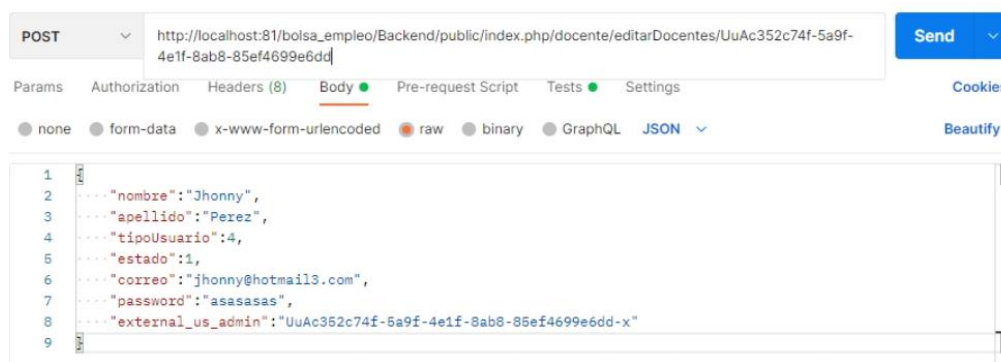 POST http://localhost:81/bolsa_empleo/Backend/public/index.php/docente/editarDocentes/UuAc352c74f-5a9f-
4e1f-8ab8-85ef4699e6dd Send
Params Authorization Headers (8) Body Pre-request Script Tests Settings Cookies
none form-data x-www-form-urlencoded raw binary GraphQL JSON Beautify
1 {
2 "nombre":"Jhonny",
3 "apellido":"Perez",
4 "tipoUsuario":4,
5 "estado":1,
6 "correo":"jhonny@hotmail3.com",
7 "password":"asasasas",
8 "external_us_admin":"UuAc352c74f-5a9f-4e1f-8ab8-85ef4699e6dd-x"
9 }